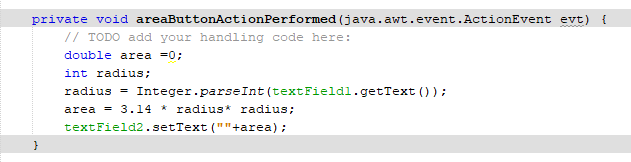 private void areaButtonActionPerformed(java.awt.event.ActionEvent evt) {
// TODO add your handling code here:
double area =0;
int radius;
radius = Integer.parseInt(textField1.getText());
area = 3.14 * radius* radius;
textField2.setText(""+area);
}